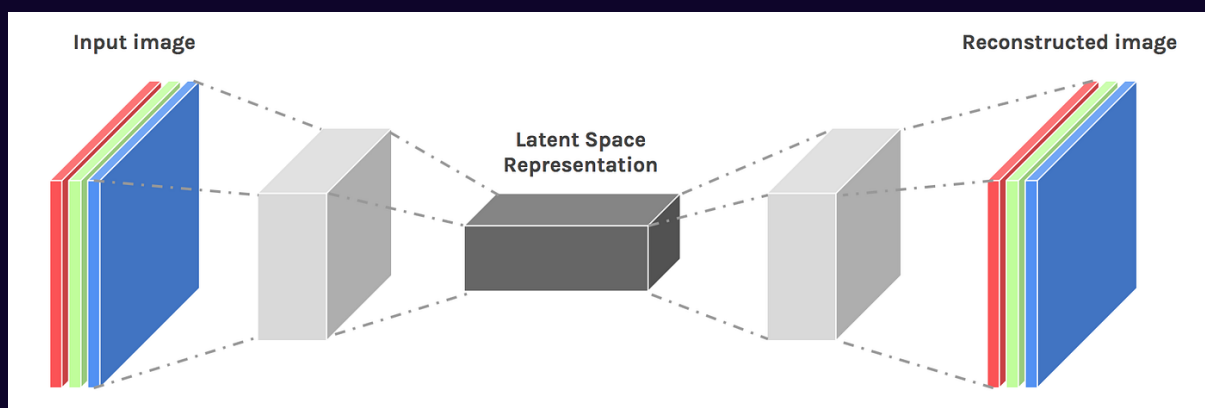 Input image
Reconstructed image
Latent Space
Representation